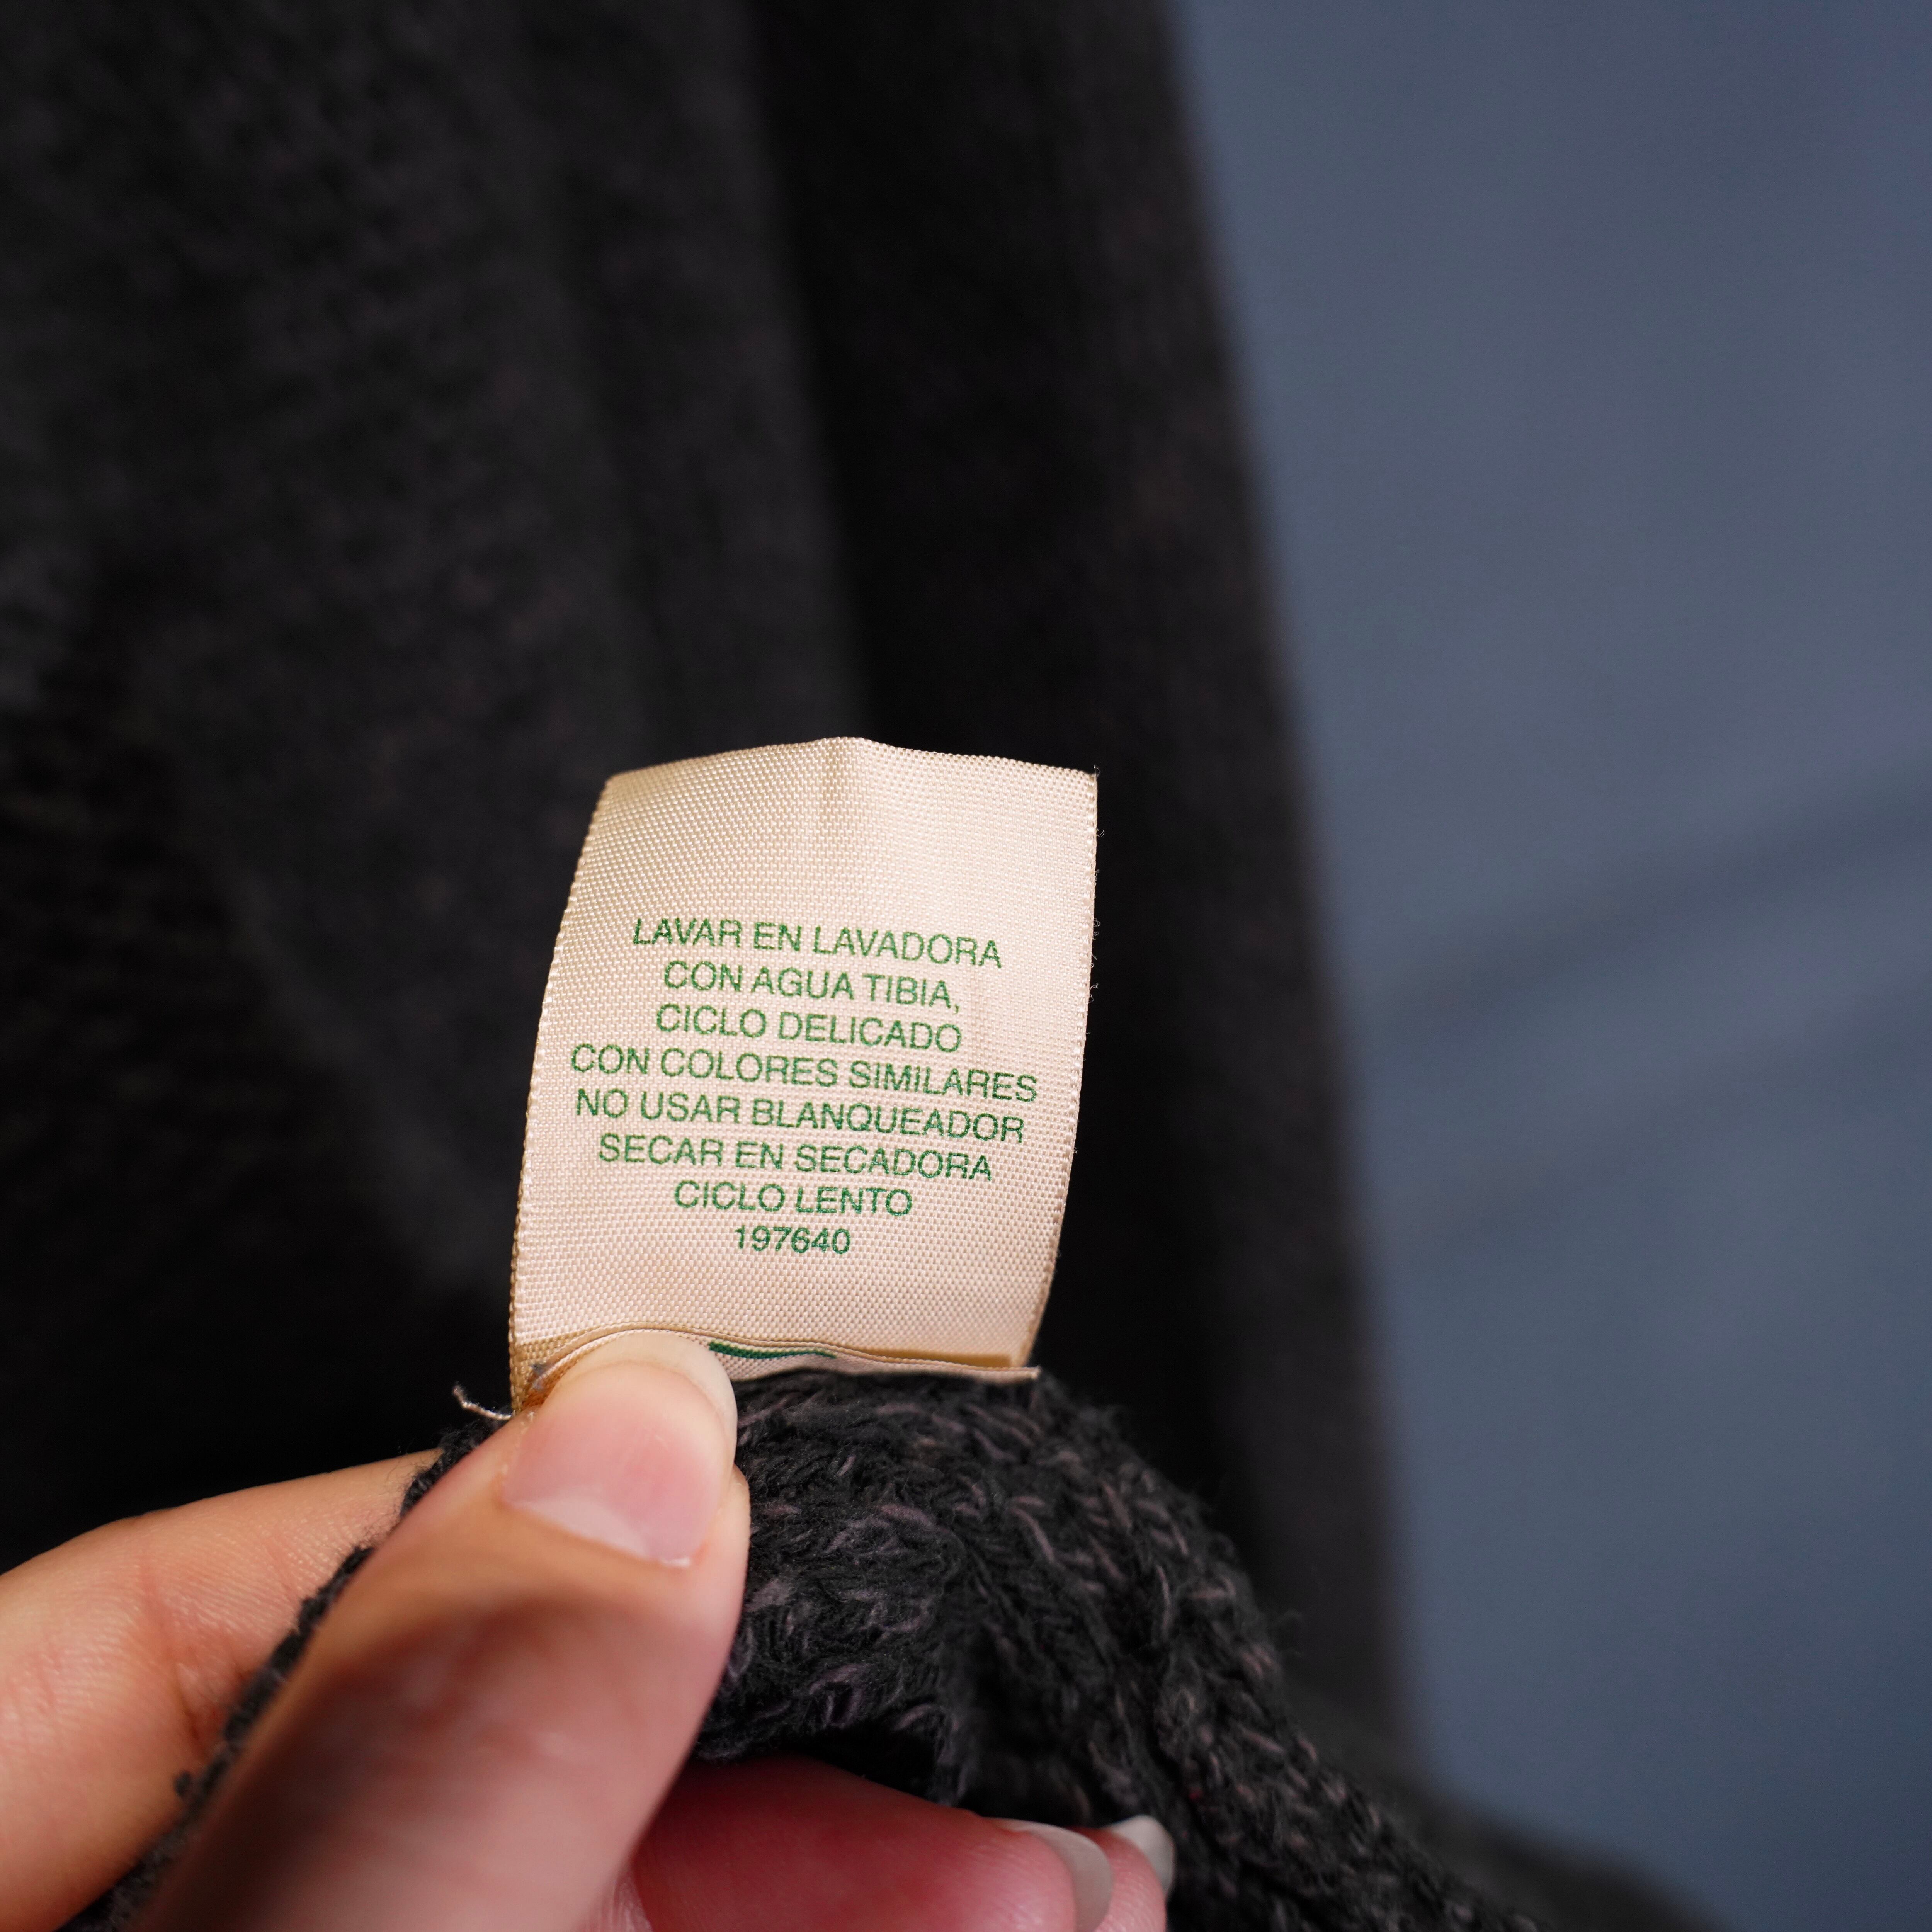 LAVAR EN LAVADORA
CON AGUA TIBIA,
CICLO DELICADO
CON COLORES SIMILARES
NO USAR BLANQUEADOR
SECAR EN SECADORA
CICLO LENTO
197640